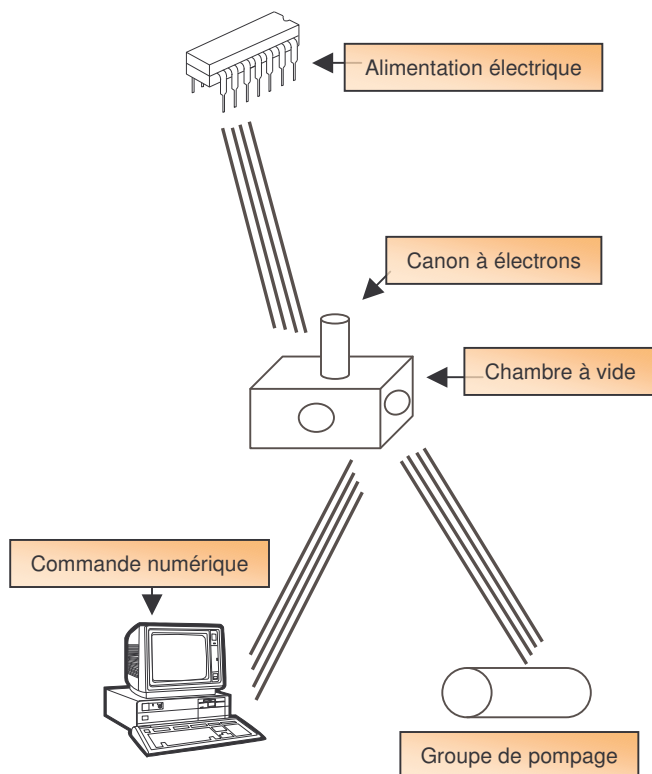 Alimentation électrique
Canon à électrons
Chambre à vide
Commande numérique
Groupe de pompage